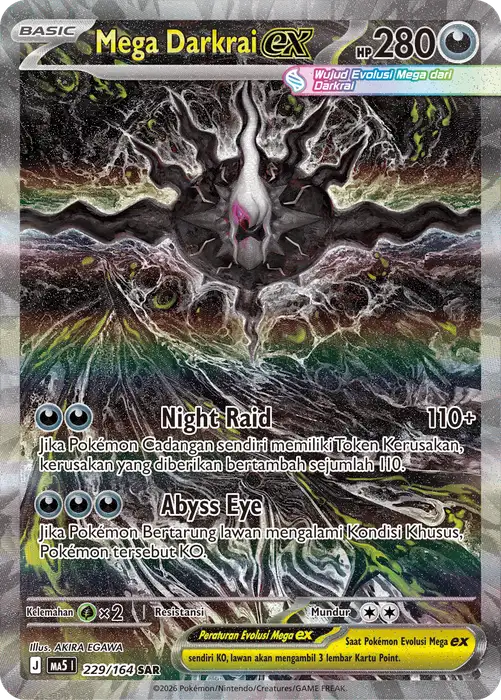 BASIC
Mega Darkrai ex
HP 280
Wujud Evolusi Mega dari
Darkrai
Night Raid 110+
Jika Pokémon Cadangan sendiri memiliki Token Kerusakan,
kerusakan yang diberikan bertambah sejumlah 110.
Abyss Eye
Jika Pokémon Bertarung lawan mengalami Kondisi Khusus,
Pokémon tersebut KO.
Kelemahan ×2 Resistansi Mundur
Illus. AKIRA EGAWA
Peraturan Evolusi Mega ex
Saat Pokémon Evolusi Mega ex
sendiri KO, lawan akan mengambil 3 lembar Kartu Point.
J MA5 I 229/164 SAR
©2026 Pokémon/Nintendo/Creatures/GAME FREAK.